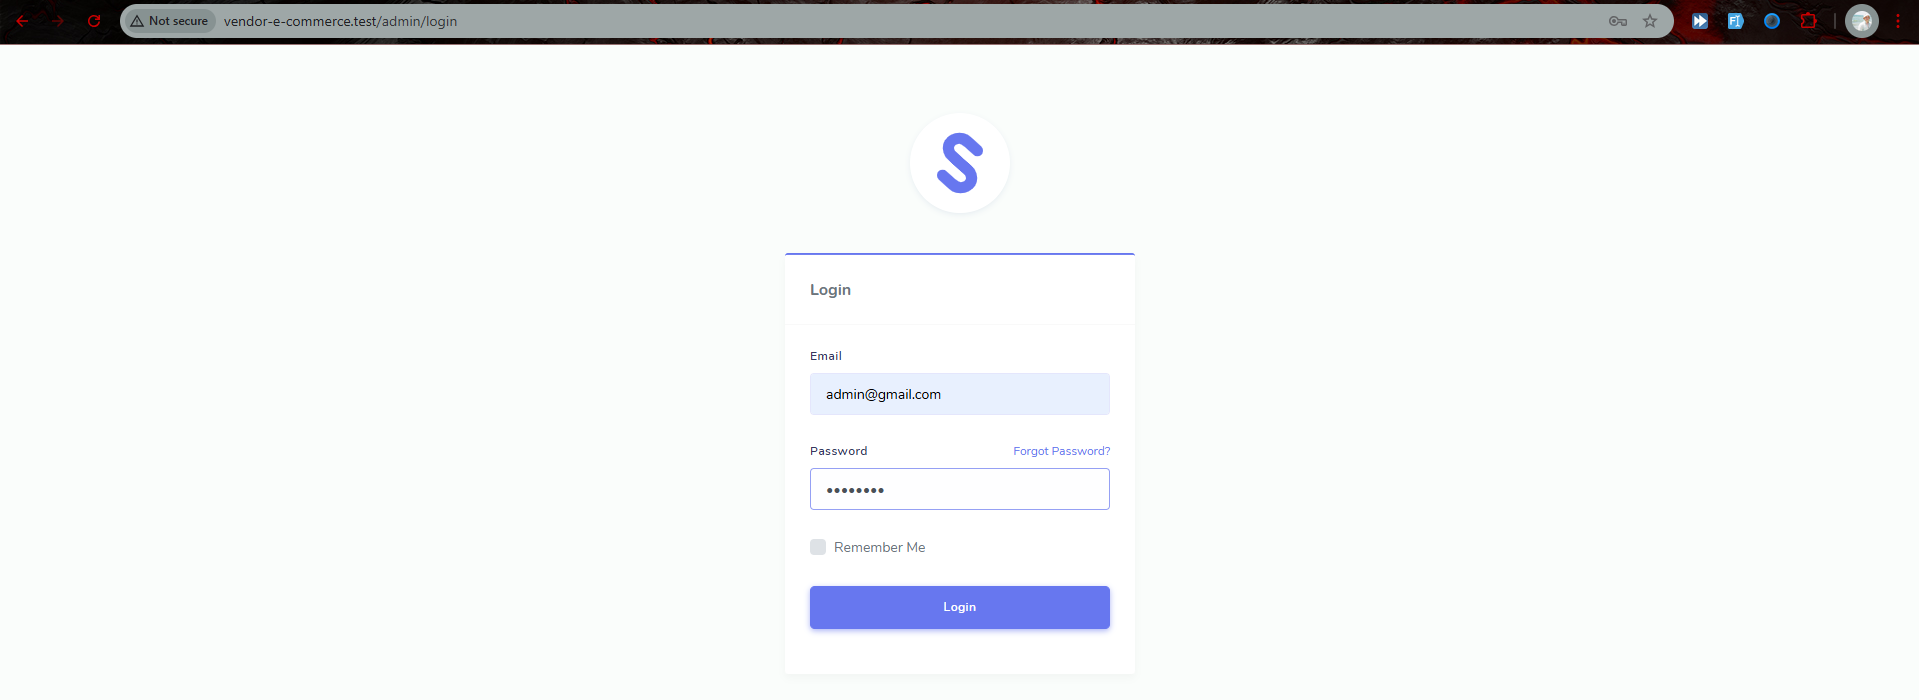 Not secure vendor-e-commerce.test/admin/login
Login
Email
admin@gmail.com
Password Forgot Password?
••••••••
Remember Me
Login